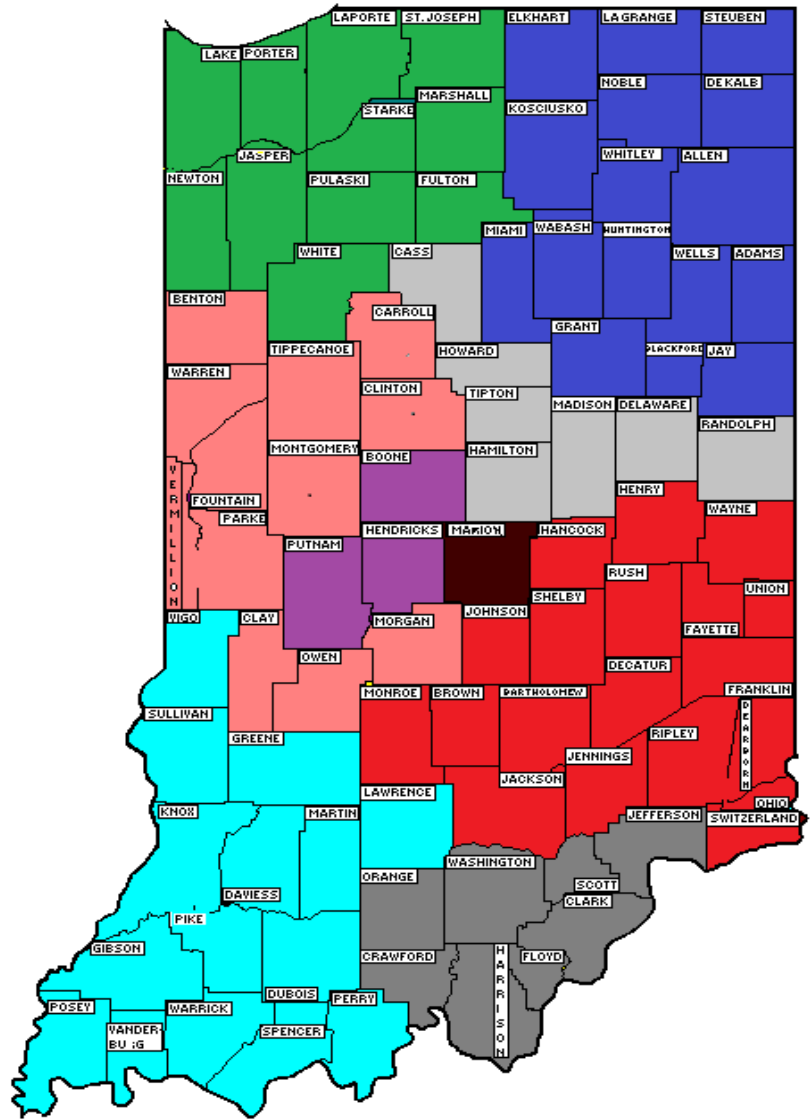 LAPORTE
ST. JOSEPH
ELKHART
LAGRANGE
STEUBEN
LAKE
PORTER
NOBLE
DEKALB
MARSHALL
STARKE
KOSCIUSKO
JASPER
WHITLEY
ALLEN
NEWTON
PULASKI
FULTON
MIAMI
WABASH
HUNTINGTON
WHITE
CASS
WELLS
ADAMS
BENTON
CARROLL
GRANT
BLACKFORD
JAY
TIPPECANOE
HOWARD
WARREN
CLINTON
TIPTON
MADISON
DELAWARE
RANDOLPH
MONTGOMERY
BOONE
HAMILTON
VERMILLION
FOUNTAIN
HENRY
WAYNE
PARKE
HENDRICKS
MARION
HANCOCK
PUTNAM
RUSH
UNION
SHELBY
VIGO
CLAY
MORGAN
JOHNSON
FAYETTE
OWEN
DECATUR
MONROE
BROWN
BARTHOLOMEW
FRANKLIN
SULLIVAN
DEARBORN
GREENE
RIPLEY
JENNINGS
JACKSON
LAWRENCE
OHIO
KNOX
MARTIN
JEFFERSON
SWITZERLAND
WASHINGTON
ORANGE
SCOTT
DAVIESS
CLARK
PIKE
GIBSON
CRAWFORD
HARRISON
FLOYD
DUBOIS
PERRY
POSEY
WARRICK
VANDER-
BU :G
SPENCER